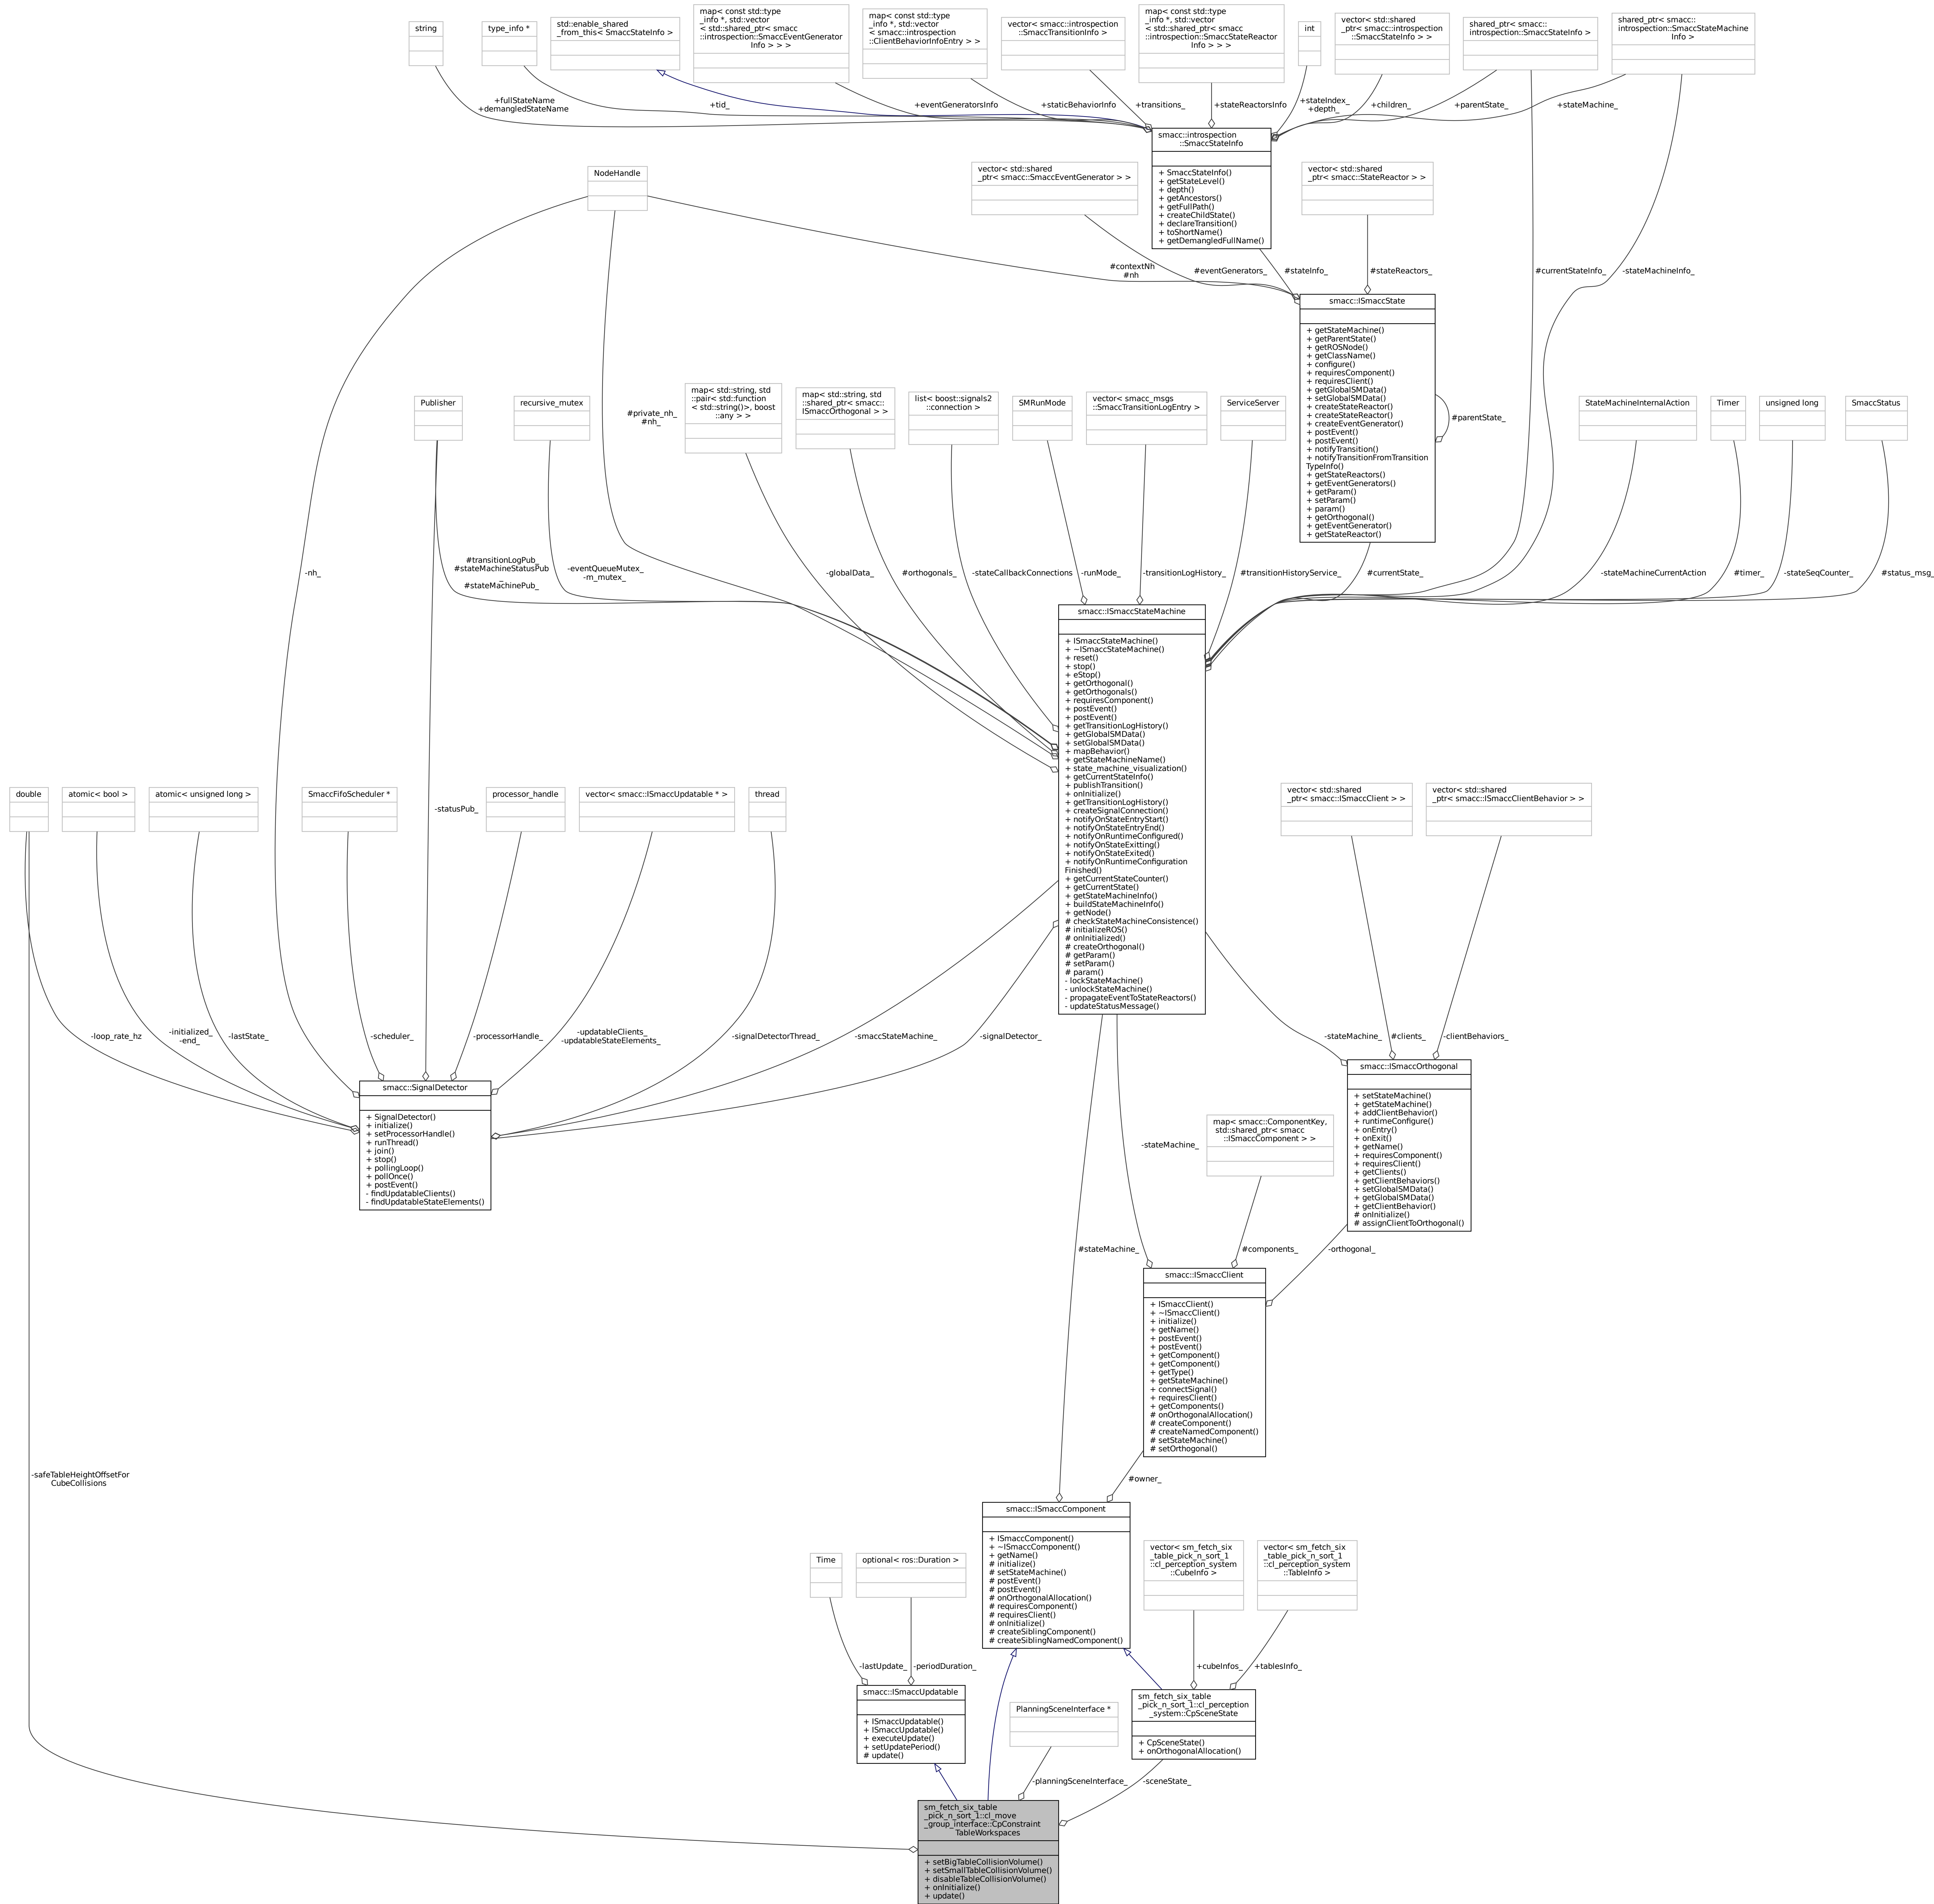 string
type_info *
std::enable_shared
_from_this< SmaccStateInfo >
map< const std::type
_info *, std::vector
< std::shared_ptr< smacc
::introspection::SmaccEventGenerator
Info > > >
map< const std::type
_info *, std::vector
< smacc::introspection
::ClientBehaviorInfoEntry > >
vector< smacc::introspection
::SmaccTransitionInfo >
map< const std::type
_info *, std::vector
< std::shared_ptr< smacc
::introspection::SmaccStateReactor
Info > > >
int
vector< std::shared
_ptr< smacc::introspection
::SmaccStateInfo > >
shared_ptr< smacc::
introspection::SmaccStateInfo >
shared_ptr< smacc::
introspection::SmaccStateMachine
Info >
+fullStateName
+demangledStateName
+tid_
+eventGeneratorsInfo
+staticBehaviorInfo
+transitions_
+stateReactorsInfo
+stateIndex_
+depth_
+children_
+parentState_
+stateMachine_
smacc::introspection
::SmaccStateInfo
+ SmaccStateInfo()
+ getStateLevel()
+ depth()
+ getAncestors()
+ getFullPath()
+ createChildState()
+ declareTransition()
+ toShortName()
+ getDemangledFullName()
NodeHandle
vector< std::shared
_ptr< smacc::SmaccEventGenerator > >
vector< std::shared
_ptr< smacc::StateReactor > >
#contextNh
#nh
#eventGenerators_
#stateInfo_
#stateReactors_
#currentStateInfo_
-stateMachineInfo_
smacc::ISmaccState
+ getStateMachine()
+ getParentState()
+ getROSNode()
+ getClassName()
+ configure()
+ requiresComponent()
+ requiresClient()
+ getGlobalSMData()
+ setGlobalSMData()
+ createStateReactor()
+ createStateReactor()
+ createEventGenerator()
+ postEvent()
+ postEvent()
+ notifyTransition()
+ notifyTransitionFromTransition
TypeInfo()
+ getStateReactors()
+ getEventGenerators()
+ getParam()
+ setParam()
+ param()
+ getOrthogonal()
+ getEventGenerator()
+ getStateReactor()
#parentState_
Publisher
recursive_mutex
#private_nh_
#nh_
map< std::string, std
::pair< std::function
< std::string()>, boost
::any > >
map< std::string, std
::shared_ptr< smacc::
ISmaccOrthogonal > >
list< boost::signals2
::connection >
SMRunMode
vector< smacc_msgs
::SmaccTransitionLogEntry >
ServiceServer
StateMachineInternalAction
Timer
unsigned long
SmaccStatus
-nh_
#transitionLogPub_
#stateMachineStatusPub
_
#stateMachinePub_
-eventQueueMutex_
-m_mutex_
-globalData_
#orthogonals_
-stateCallbackConnections
-runMode_
-transitionLogHistory_
#transitionHistoryService_
#currentState_
-stateMachineCurrentAction
#timer_
-stateSeqCounter_
#status_msg_
smacc::ISmaccStateMachine
+ ISmaccStateMachine()
+ ~ISmaccStateMachine()
+ reset()
+ stop()
+ eStop()
+ getOrthogonal()
+ getOrthogonals()
+ requiresComponent()
+ postEvent()
+ postEvent()
+ getTransitionLogHistory()
+ getGlobalSMData()
+ setGlobalSMData()
+ mapBehavior()
+ getStateMachineName()
+ state_machine_visualization()
+ getCurrentStateInfo()
+ publishTransition()
+ onInitialize()
+ getTransitionLogHistory()
+ createSignalConnection()
+ notifyOnStateEntryStart()
+ notifyOnStateEntryEnd()
+ notifyOnRuntimeConfigured()
+ notifyOnStateExitting()
+ notifyOnStateExited()
+ notifyOnRuntimeConfiguration
Finished()
+ getCurrentStateCounter()
+ getCurrentState()
+ getStateMachineInfo()
+ buildStateMachineInfo()
+ getNode()
# checkStateMachineConsistence()
# initializeROS()
# onInitialized()
# createOrthogonal()
# getParam()
# setParam()
# param()
- lockStateMachine()
- unlockStateMachine()
- propagateEventToStateReactors()
- updateStatusMessage()
double
atomic< bool >
atomic< unsigned long >
SmaccFifoScheduler *
-statusPub_
processor_handle
vector< smacc::ISmaccUpdatable * >
thread
vector< std::shared
_ptr< smacc::ISmaccClient > >
vector< std::shared
_ptr< smacc::ISmaccClientBehavior > >
-loop_rate_hz
-initialized_
-end_
-lastState_
-scheduler_
-processorHandle_
-updatableClients_
-updatableStateElements_
-signalDetectorThread_
-smaccStateMachine_
-signalDetector_
-stateMachine_
#clients_
-clientBehaviors_
smacc::SignalDetector
+ SignalDetector()
+ initialize()
+ setProcessorHandle()
+ runThread()
+ join()
+ stop()
+ pollingLoop()
+ pollOnce()
+ postEvent()
- findUpdatableClients()
- findUpdatableStateElements()
smacc::ISmaccOrthogonal
+ setStateMachine()
+ getStateMachine()
+ addClientBehavior()
+ runtimeConfigure()
+ onEntry()
+ onExit()
+ getName()
+ requiresComponent()
+ requiresClient()
+ getClients()
+ getClientBehaviors()
+ setGlobalSMData()
+ getGlobalSMData()
+ getClientBehavior()
# onInitialize()
# assignClientToOrthogonal()
-stateMachine_
map< smacc::ComponentKey,
std::shared_ptr< smacc
::ISmaccComponent > >
#stateMachine_
#components_
-orthogonal_
smacc::ISmaccClient
+ ISmaccClient()
+ ~ISmaccClient()
+ initialize()
+ getName()
+ postEvent()
+ postEvent()
+ getComponent()
+ getComponent()
+ getType()
+ getStateMachine()
+ connectSignal()
+ requiresClient()
+ getComponents()
# onOrthogonalAllocation()
# createComponent()
# createNamedComponent()
# setStateMachine()
# setOrthogonal()
-safeTableHeightOffsetFor
CubeCollisions
#owner_
smacc::ISmaccComponent
+ ISmaccComponent()
+ ~ISmaccComponent()
+ getName()
# initialize()
# setStateMachine()
# postEvent()
# postEvent()
# onOrthogonalAllocation()
# requiresComponent()
# requiresClient()
# onInitialize()
# createSiblingComponent()
# createSiblingNamedComponent()
Time
optional< ros::Duration >
vector< sm_fetch_six
_table_pick_n_sort_1
::cl_perception_system
::CubeInfo >
vector< sm_fetch_six
_table_pick_n_sort_1
::cl_perception_system
::TableInfo >
-lastUpdate_
-periodDuration_
+cubeInfos_
+tablesInfo_
smacc::ISmaccUpdatable
+ ISmaccUpdatable()
+ ISmaccUpdatable()
+ executeUpdate()
+ setUpdatePeriod()
# update()
PlanningSceneInterface *
sm_fetch_six_table
_pick_n_sort_1::cl_perception
_system::CpSceneState
+ CpSceneState()
+ onOrthogonalAllocation()
-planningSceneInterface_
-sceneState_
sm_fetch_six_table
_pick_n_sort_1::cl_move
_group_interface::CpConstraint
TableWorkspaces
+ setBigTableCollisionVolume()
+ setSmallTableCollisionVolume()
+ disableTableCollisionVolume()
+ onInitialize()
+ update()